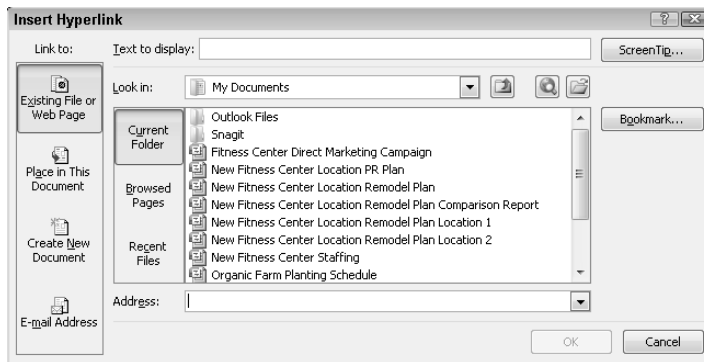 Insert Hyperlink
Link to:
Text to display:
ScreenTip...
Existing File or
Web Page
Look in:
My Documents
Current
Folder
Outlook Files
Snagit
Fitness Center Direct Marketing Campaign
New Fitness Center Location PR Plan
New Fitness Center Location Remodel Plan
New Fitness Center Location Remodel Plan Comparison Report
New Fitness Center Location Remodel Plan Location 1
New Fitness Center Location Remodel Plan Location 2
New Fitness Center Staffing
Organic Farm Planting Schedule
Bookmark...
Place in This
Document
Browsed
Pages
Create New
Document
Recent
Files
E-mail Address
Address:
OK
Cancel